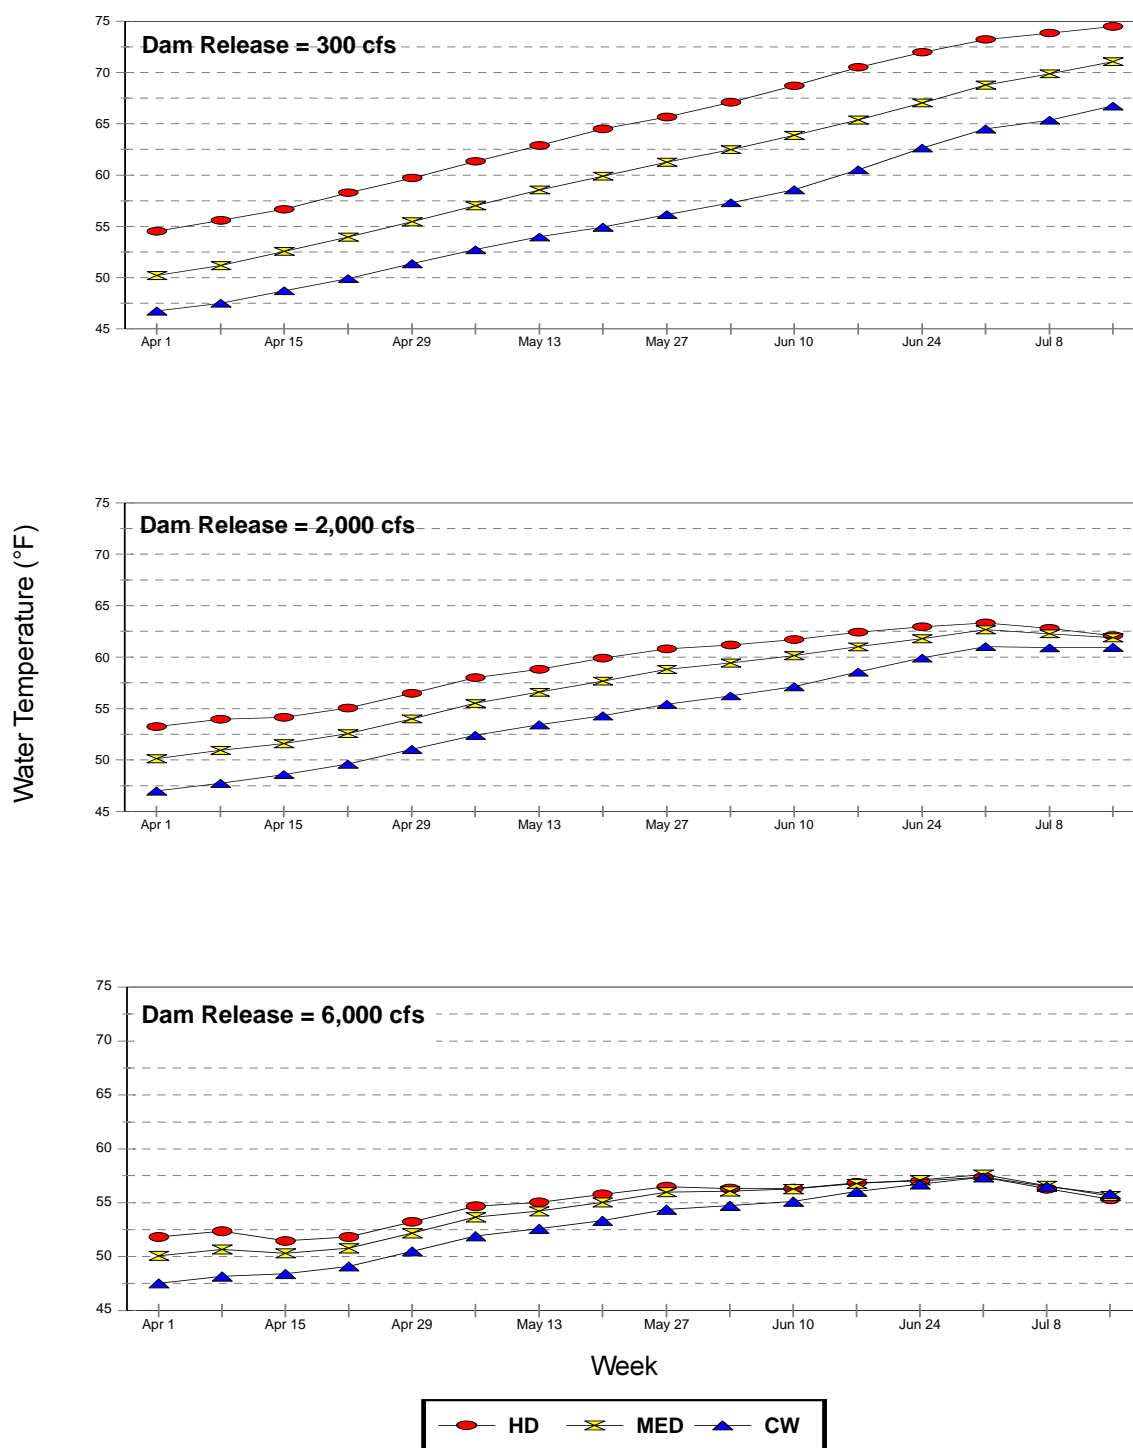 75
Dam Release = 300 cfs
70
65
60
55
50
45
Apr 1 Apr 15 Apr 29 May 13 May 27 Jun 10 Jun 24 Jul 8
75
Dam Release = 2,000 cfs
70
65
60
55
50
45
Apr 1 Apr 15 Apr 29 May 13 May 27 Jun 10 Jun 24 Jul 8
Water Temperature (°F)
75
Dam Release = 6,000 cfs
70
65
60
55
50
45
Apr 1 Apr 15 Apr 29 May 13 May 27 Jun 10 Jun 24 Jul 8
Week
HD MED CW